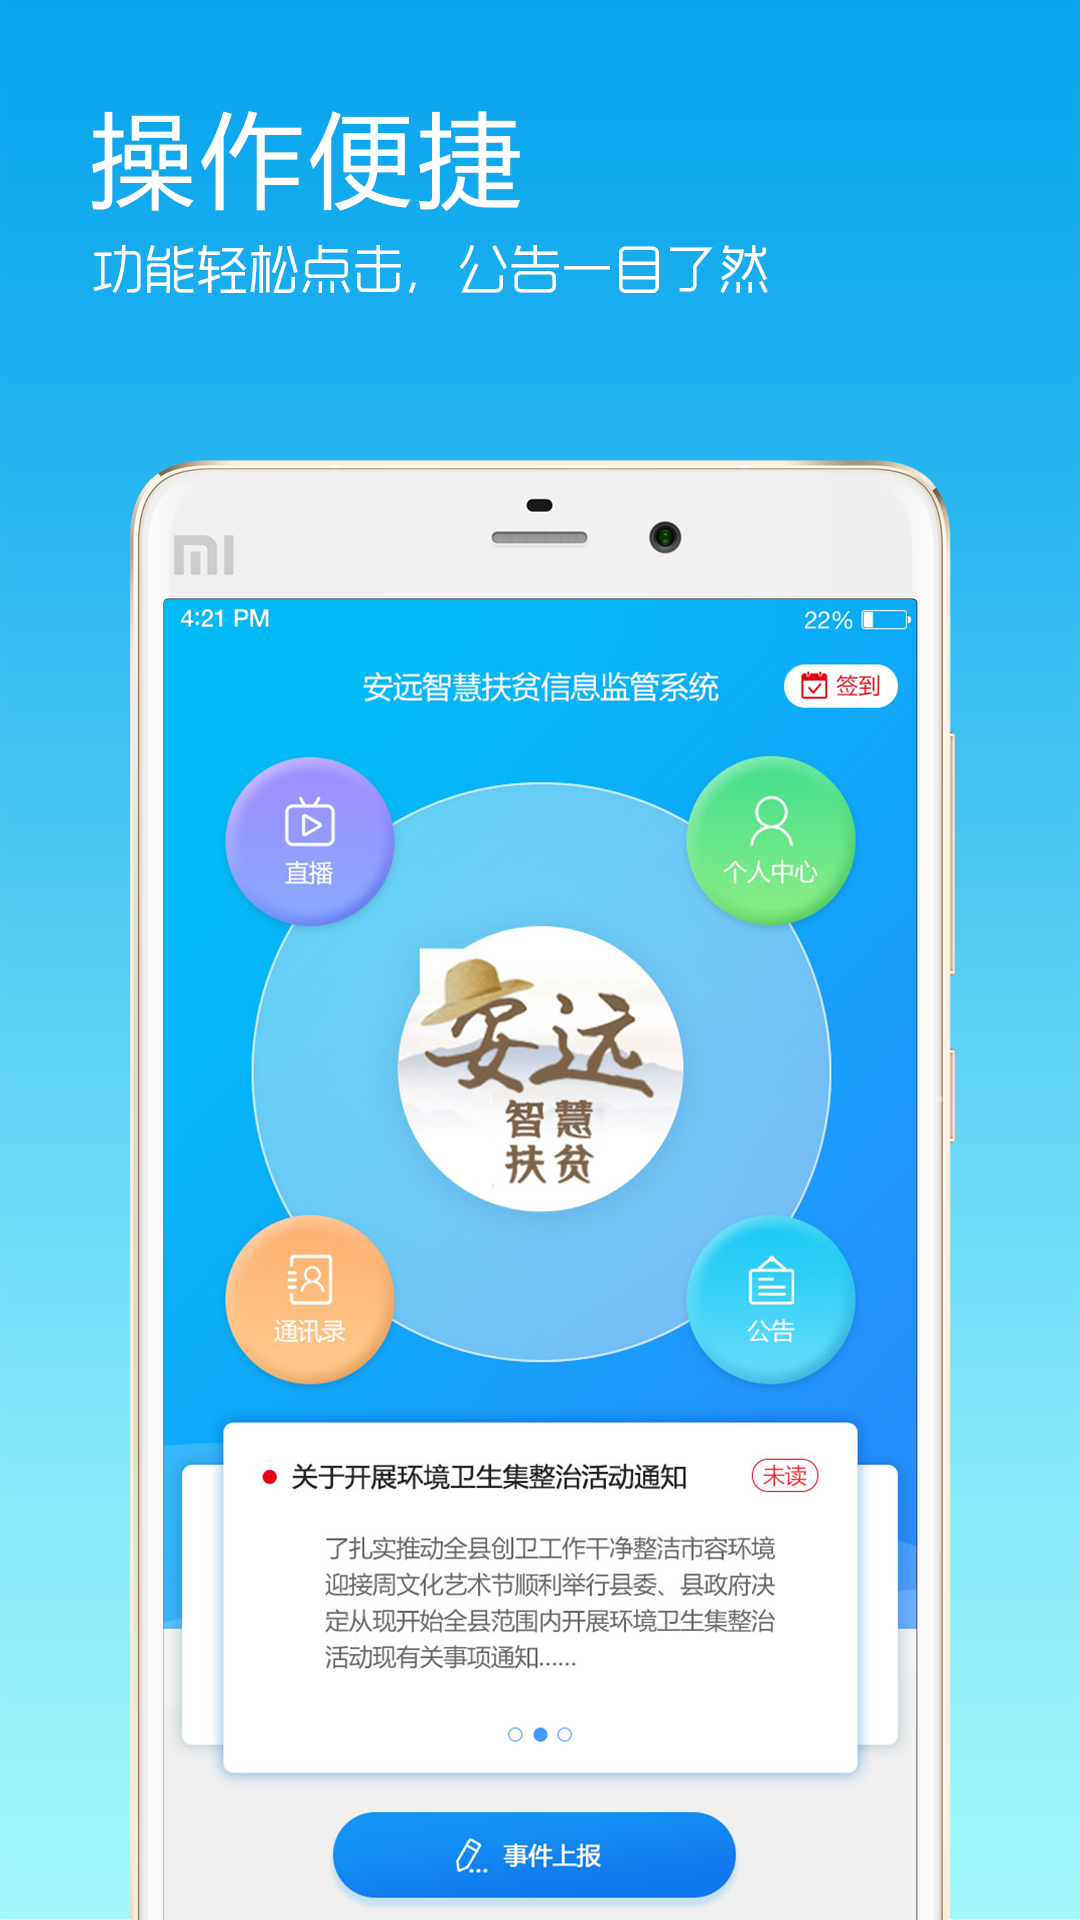 操作便捷
功能轻松点击，公告一目了然
mi
4:21 PM
22%
安远智慧扶贫信息监管系统
签到
直播
个人中心
安远
智慧
扶贫
通讯录
公告
关于开展环境卫生集整治活动通知
未读
了扎实推动全县创卫工作干净整洁市容环境
迎接周文化艺术节顺利举行县委、县政府决
定从现开始全县范围内开展环境卫生集整治
活动现有关事项通知......
事件上报